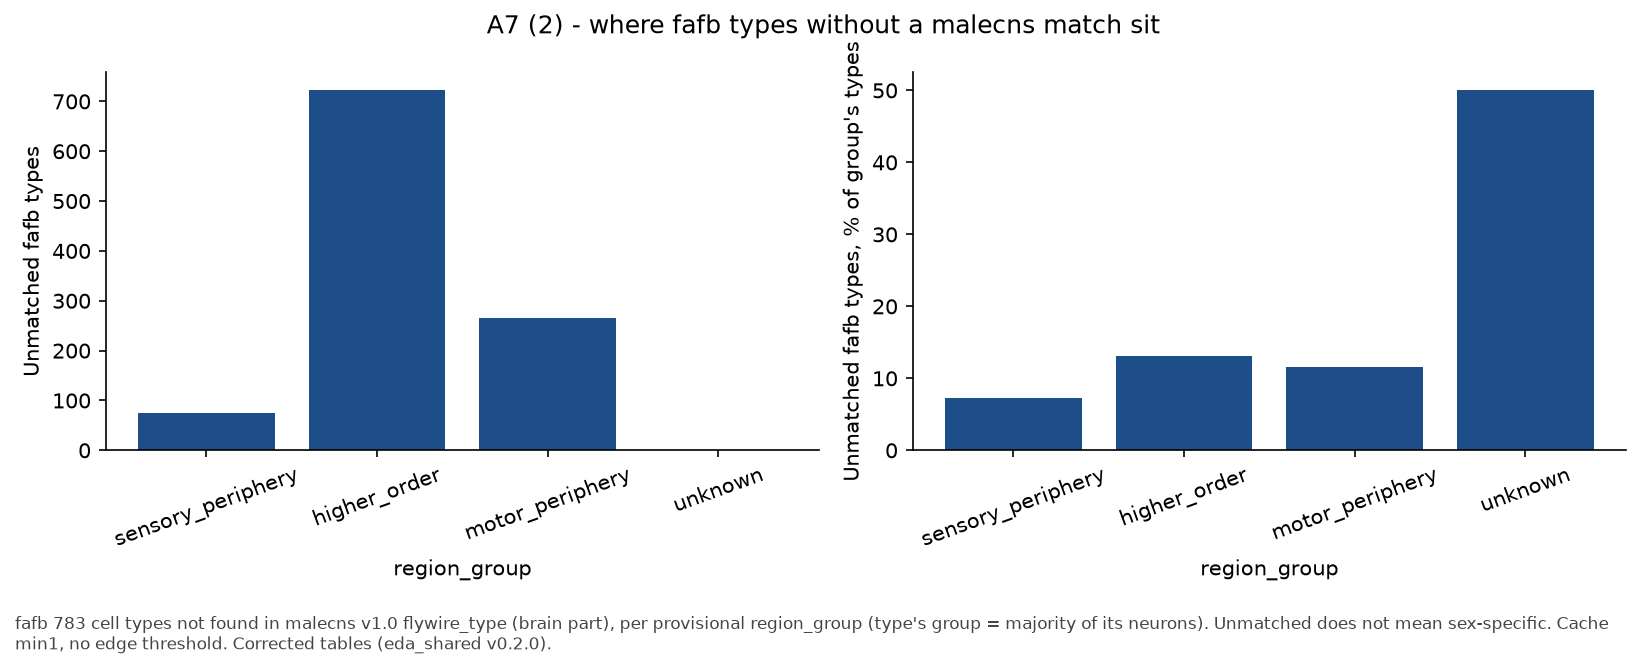 A7 (2) - where fafb types without a malecns match sit
Unmatched fafb types
700
600
500
400
300
200
100
0
sensory_periphery
higher_order
motor_periphery
unknown
region_group
Unmatched fafb types, % of group's types
50
40
30
20
10
0
sensory_periphery
higher_order
motor_periphery
unknown
region_group
fafb 783 cell types not found in malecns v1.0 flywire_type (brain part), per provisional region_group (type's group = majority of its neurons). Unmatched does not mean sex-specific. Cache
min1, no edge threshold. Corrected tables (eda_shared v0.2.0).